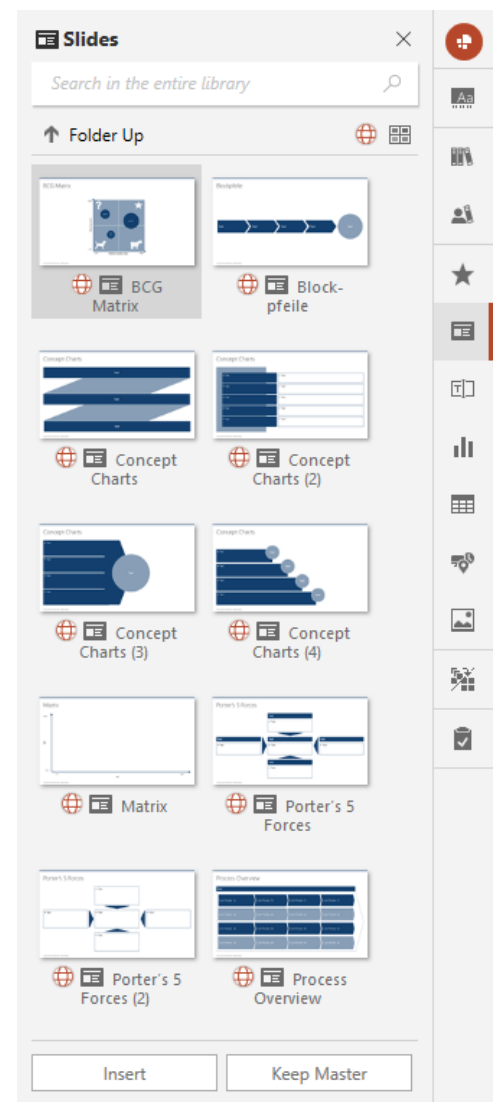 Slides
Search in the entire library
Aa
Folder Up
BCG Matrix
Blockpfeile
BCG
Matrix
Block-
pfeile
Concept Charts
Concept Charts
Concept
Charts
Concept
Charts (2)
T
Concept Charts
Concept Charts
Concept
Charts (3)
Concept
Charts (4)
Matrix
Porter's 5 Forces
Matrix
Porter's 5
Forces
Porter's 5 Forces
Process Overview
Porter's 5
Forces (2)
Process
Overview
Insert
Keep Master